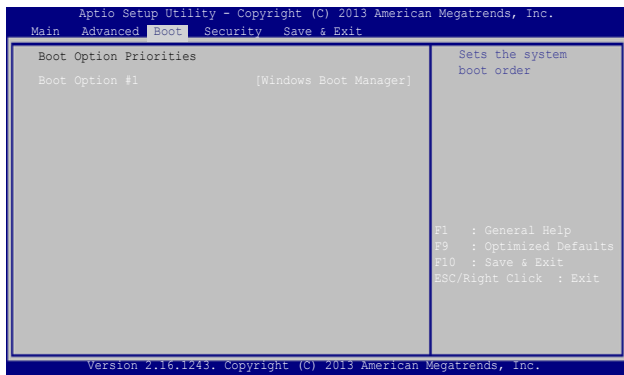 Aptio Setup Utility - Copyright (C) 2013 American Megatrends, Inc.
Main Advanced Boot Security Save & Exit
Boot Option Priorities
Boot Option #1 [Windows Boot Manager]
Sets the system
boot order
F1 : General Help
F9 : Optimized Defaults
F10 : Save & Exit
ESC/Right Click : Exit
Version 2.16.1243. Copyright (C) 2013 American Megatrends, Inc.